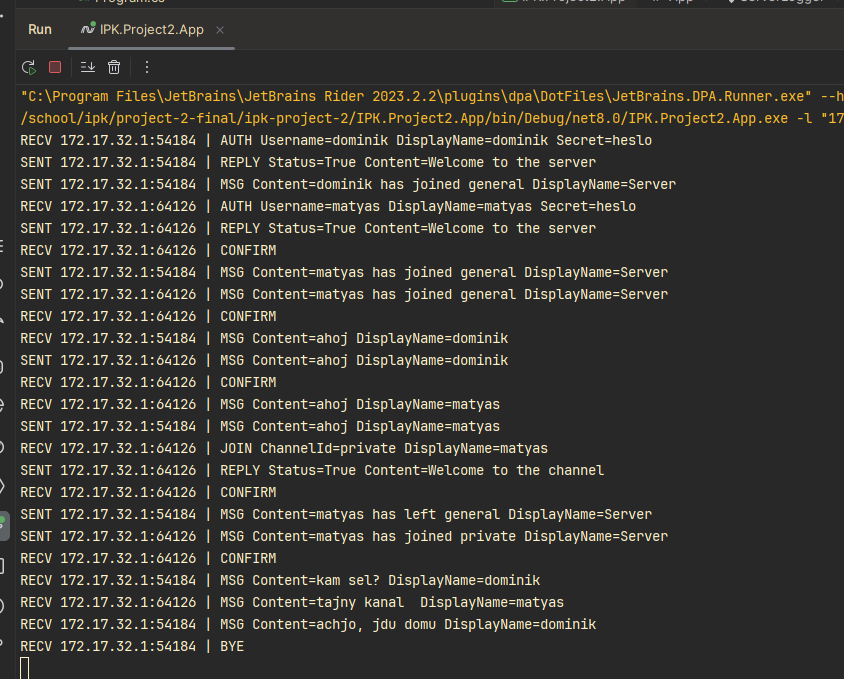 Run
IPK.Project2.App
"C:\Program Files\JetBrains\JetBrains Rider 2023.2.2\plugins\dpa\DotFiles\JetBrains.DPA.Runner.exe" --h
/school/ipk/project-2-final/ipk-project-2/IPK.Project2.App/bin/Debug/net8.0/IPK.Project2.App.exe -l "17
RECV 172.17.32.1:54184 | AUTH Username=dominik DisplayName=dominik Secret=heslo
SENT 172.17.32.1:54184 | REPLY Status=True Content=Welcome to the server
SENT 172.17.32.1:54184 | MSG Content=dominik has joined general DisplayName=Server
RECV 172.17.32.1:64126 | AUTH Username=matyas DisplayName=matyas Secret=heslo
SENT 172.17.32.1:64126 | REPLY Status=True Content=Welcome to the server
RECV 172.17.32.1:64126 | CONFIRM
SENT 172.17.32.1:54184 | MSG Content=matyas has joined general DisplayName=Server
SENT 172.17.32.1:64126 | MSG Content=matyas has joined general DisplayName=Server
RECV 172.17.32.1:64126 | CONFIRM
RECV 172.17.32.1:54184 | MSG Content=ahoj DisplayName=dominik
SENT 172.17.32.1:64126 | MSG Content=ahoj DisplayName=dominik
RECV 172.17.32.1:64126 | CONFIRM
RECV 172.17.32.1:64126 | MSG Content=ahoj DisplayName=matyas
SENT 172.17.32.1:54184 | MSG Content=ahoj DisplayName=matyas
RECV 172.17.32.1:64126 | JOIN ChannelId=private DisplayName=matyas
SENT 172.17.32.1:64126 | REPLY Status=True Content=Welcome to the channel
RECV 172.17.32.1:64126 | CONFIRM
SENT 172.17.32.1:54184 | MSG Content=matyas has left general DisplayName=Server
SENT 172.17.32.1:64126 | MSG Content=matyas has joined private DisplayName=Server
RECV 172.17.32.1:64126 | CONFIRM
RECV 172.17.32.1:54184 | MSG Content=kam sel? DisplayName=dominik
RECV 172.17.32.1:64126 | MSG Content=tajny kanal  DisplayName=matyas
RECV 172.17.32.1:54184 | MSG Content=achjo, jdu domu DisplayName=dominik
RECV 172.17.32.1:54184 | BYE